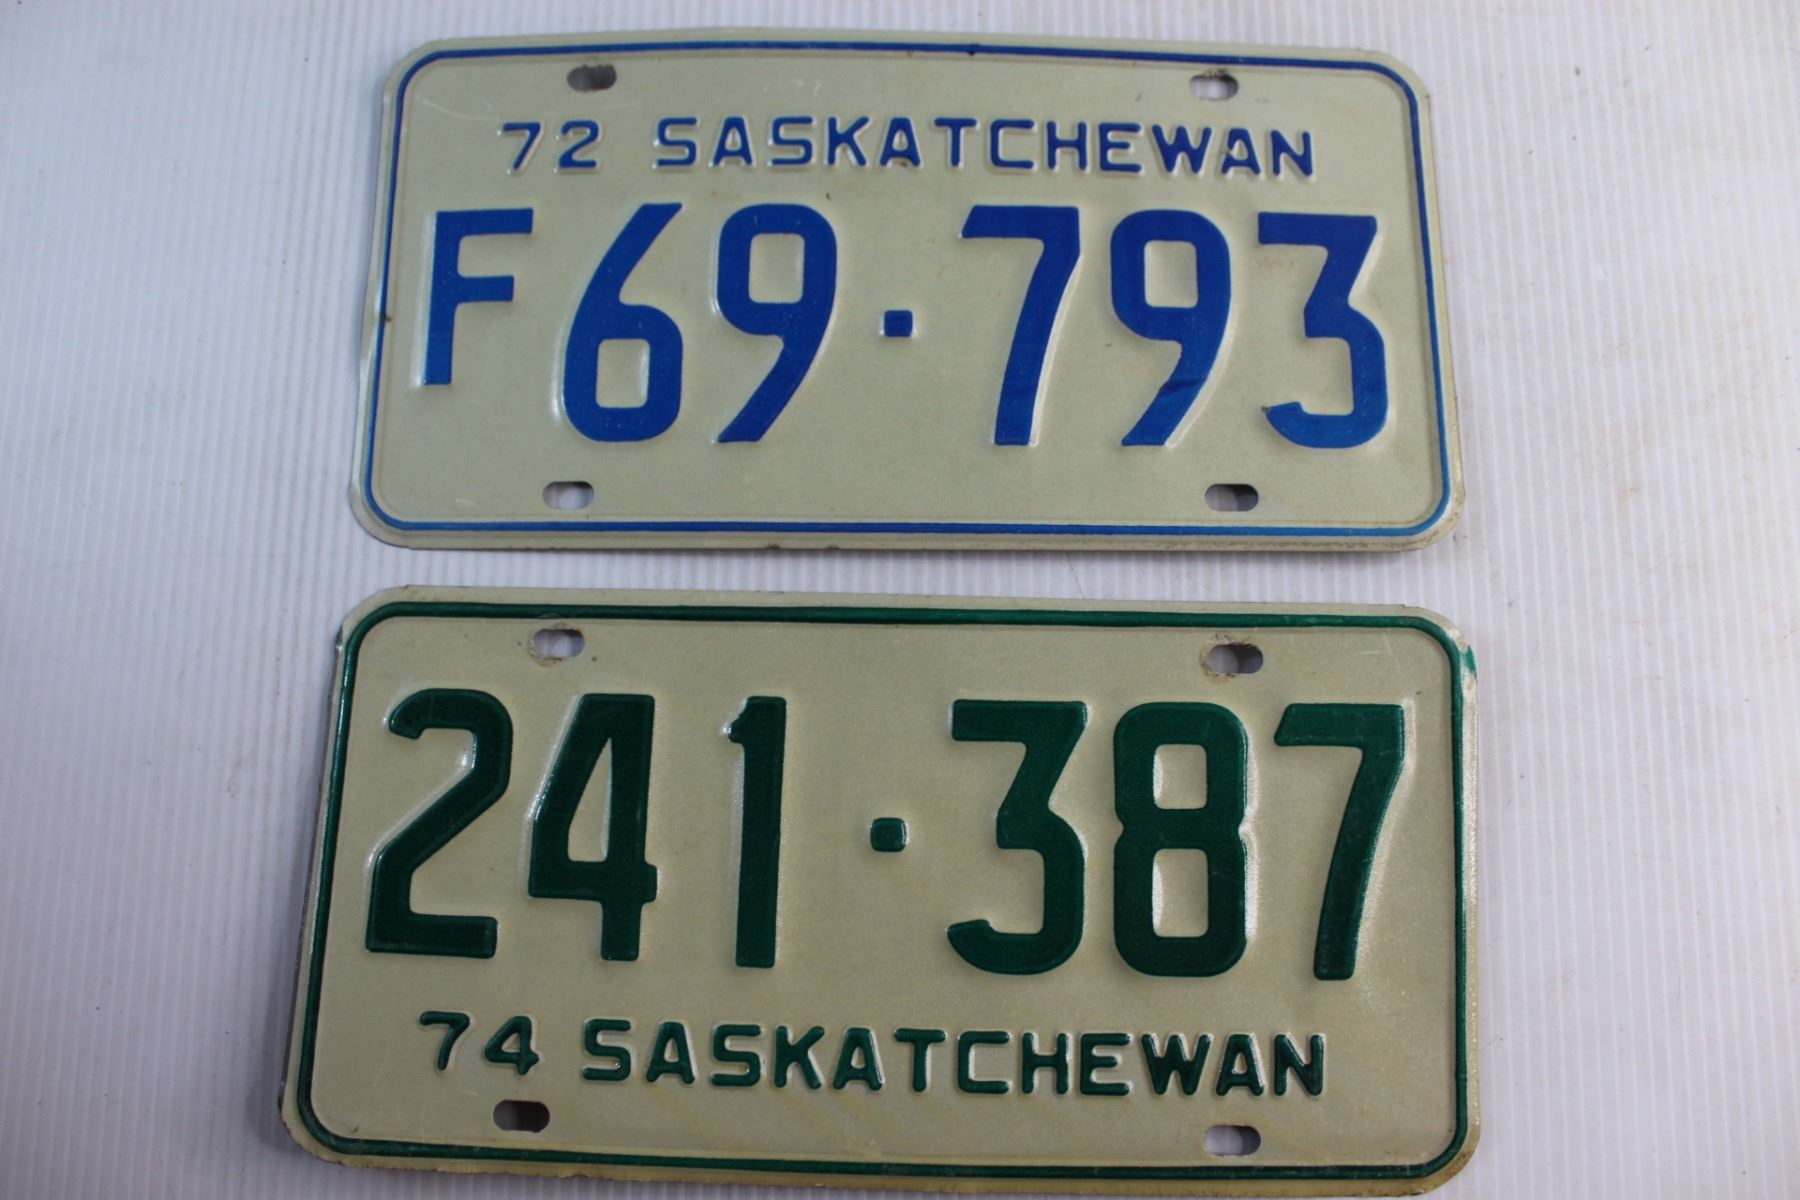 72 SASKATCHEWAN
F69·793
241·387
74 SASKATCHEWAN